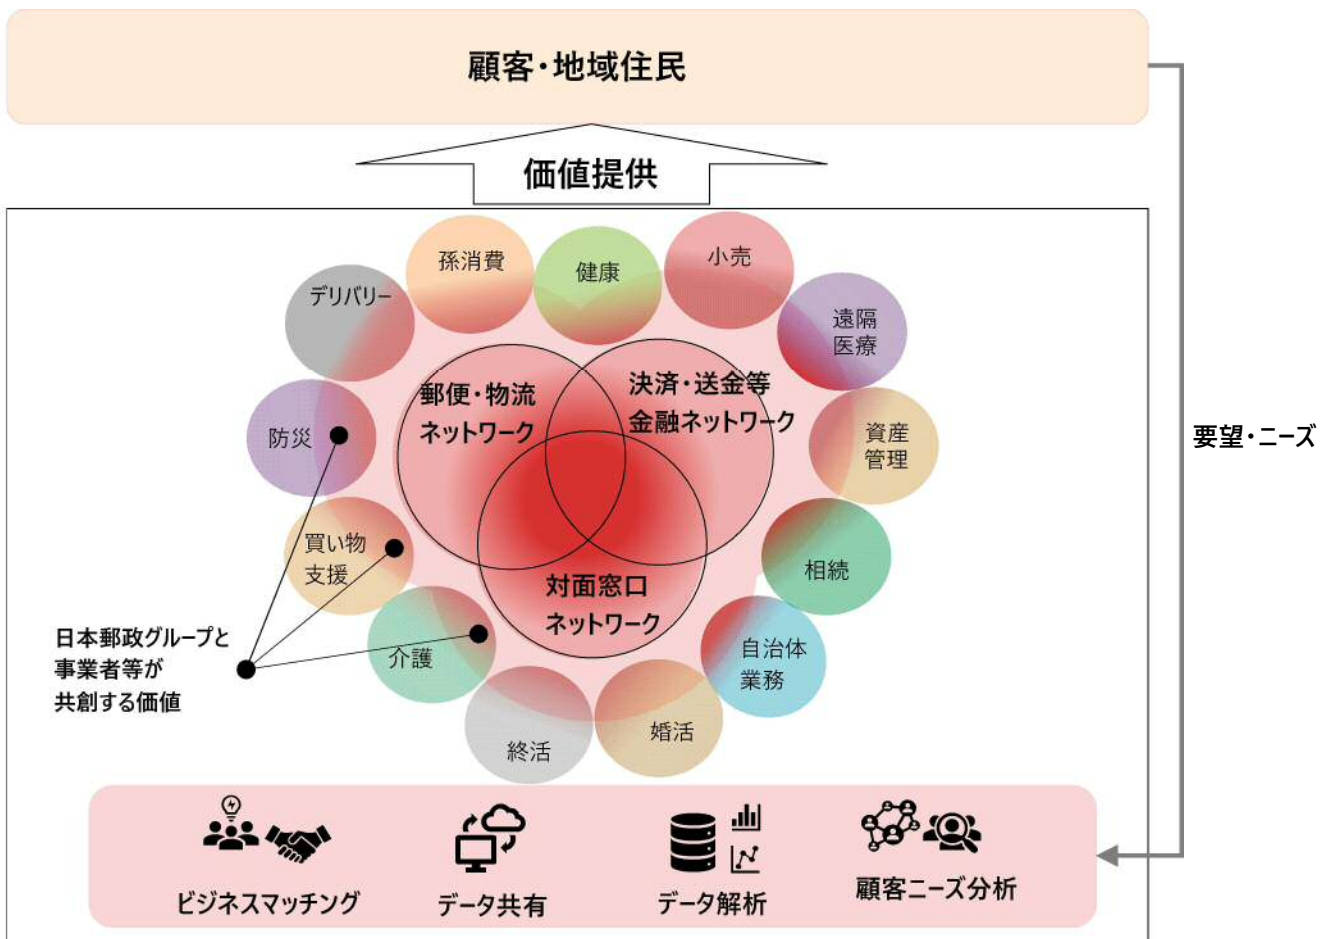 顧客・地域住民
価値提供
孫消費
健康
小売
デリバリー
遠隔
医療
郵便・物流
ネットワーク
決済・送金等
金融ネットワーク
防災
資産
管理
要望・ニーズ
買い物
支援
相続
対面窓口
ネットワーク
日本郵政グループと
事業者等が
共創する価値
介護
自治体
業務
終活
婚活
ビジネスマッチング
データ共有
データ解析
顧客ニーズ分析